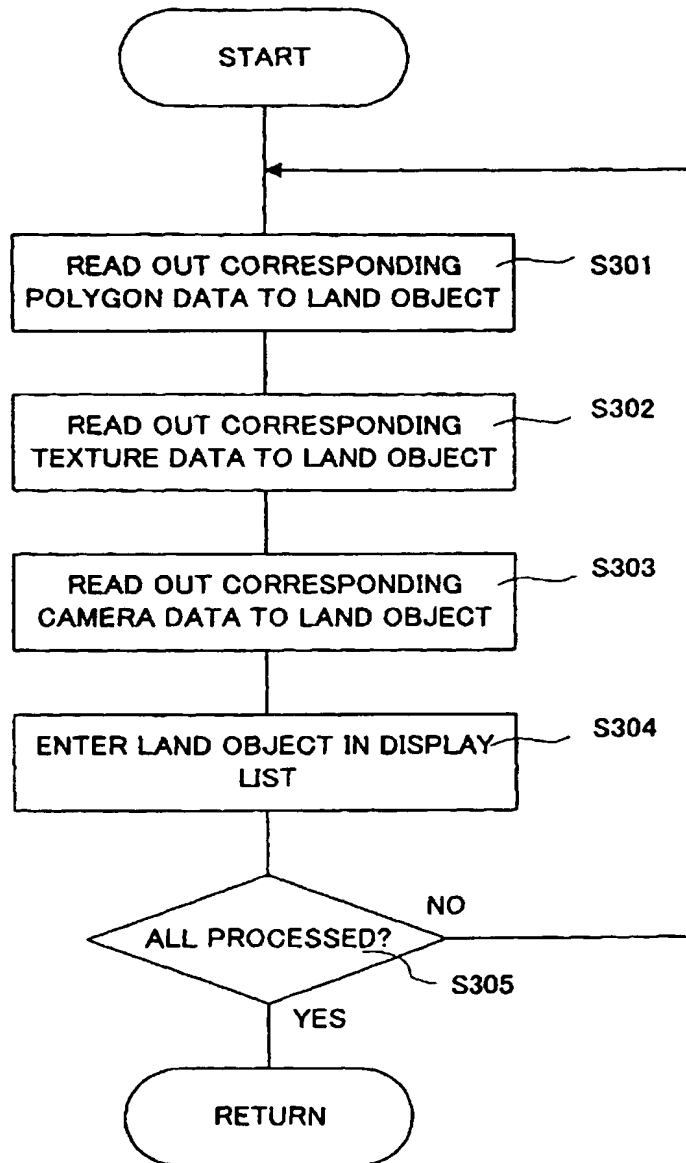 START
READ OUT CORRESPONDING
POLYGON DATA TO LAND OBJECT
S301
READ OUT CORRESPONDING
TEXTURE DATA TO LAND OBJECT
S302
READ OUT CORRESPONDING
CAMERA DATA TO LAND OBJECT
S303
ENTER LAND OBJECT IN DISPLAY
LIST
S304
ALL PROCESSED?
NO
S305
YES
RETURN